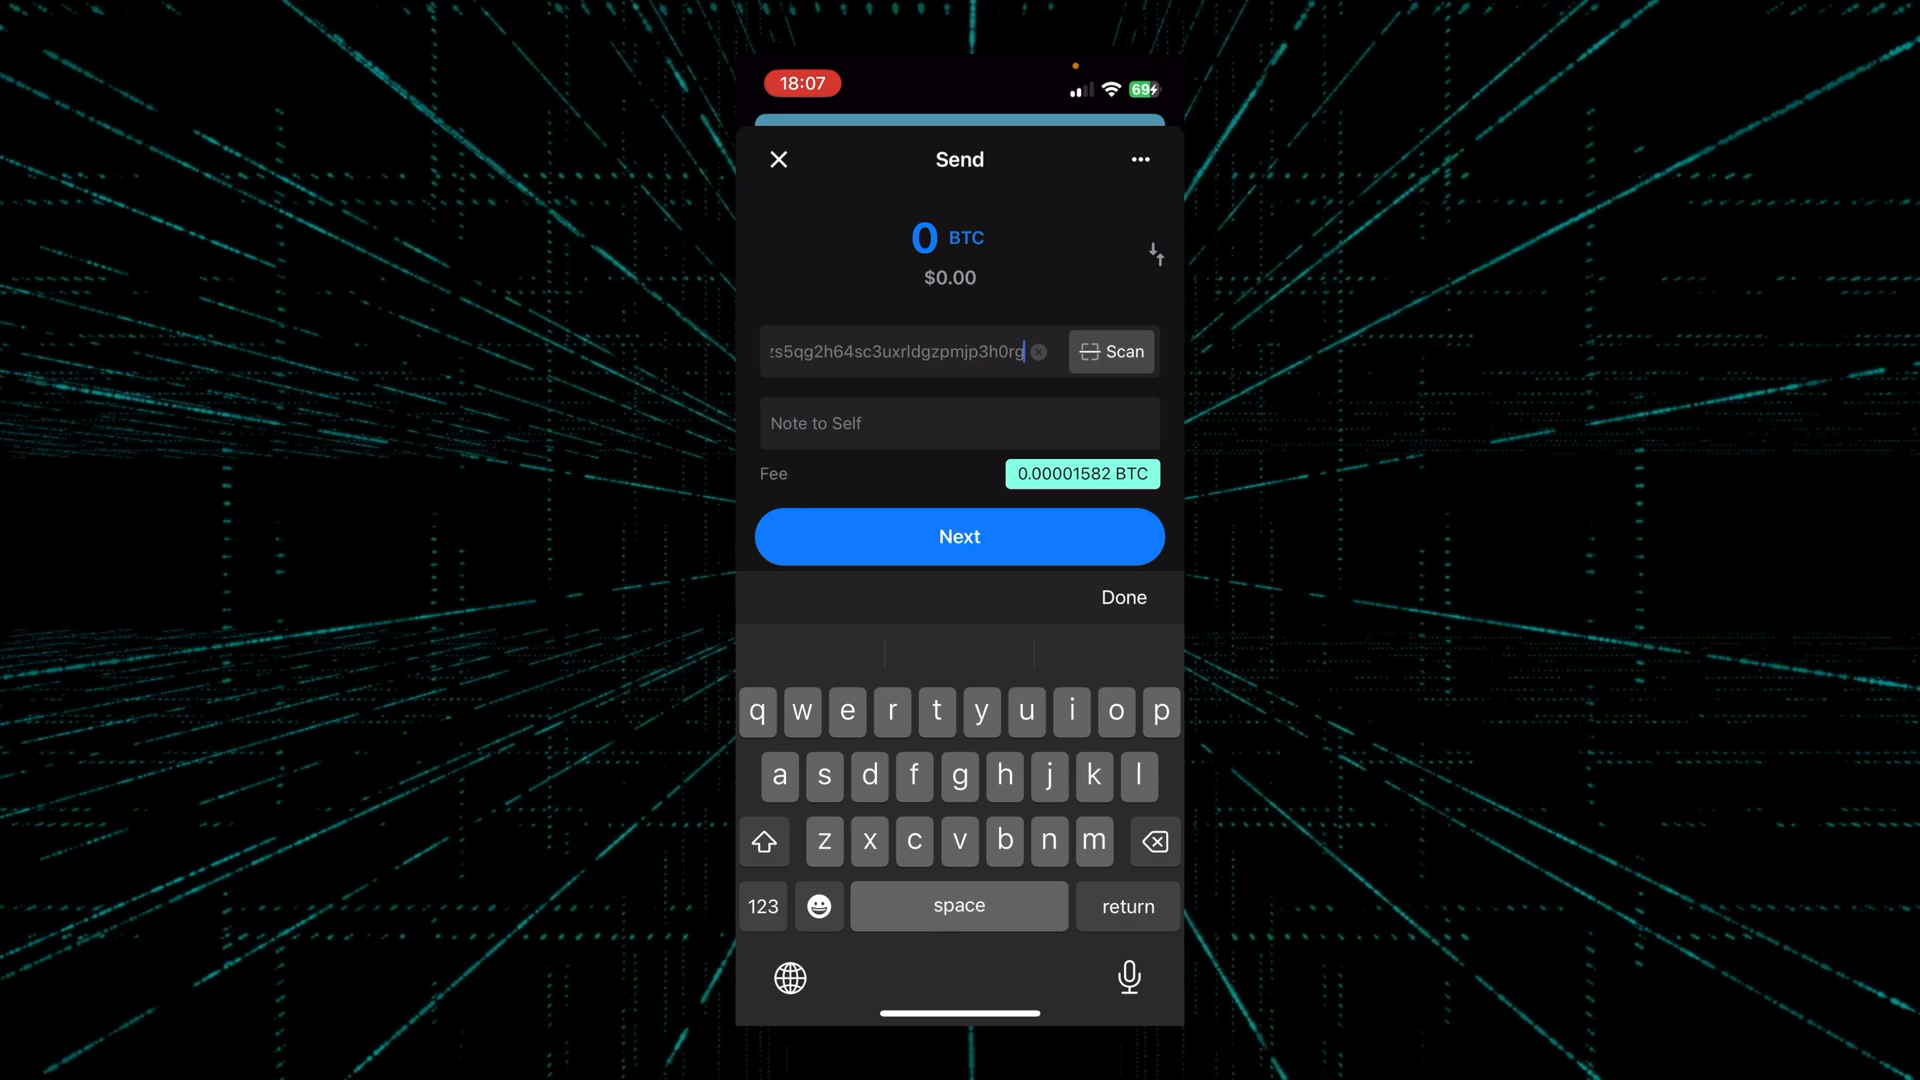 18:07
69
Send
0 BTC
$0.00
zs5qg2h64sc3uxrldgzpmjp3h0rg
Scan
Note to Self
Fee
0.00001582 BTC
Next
Done
q w e r t y u i o p
a s d f g h j k l
z x c v b n m
123
space
return